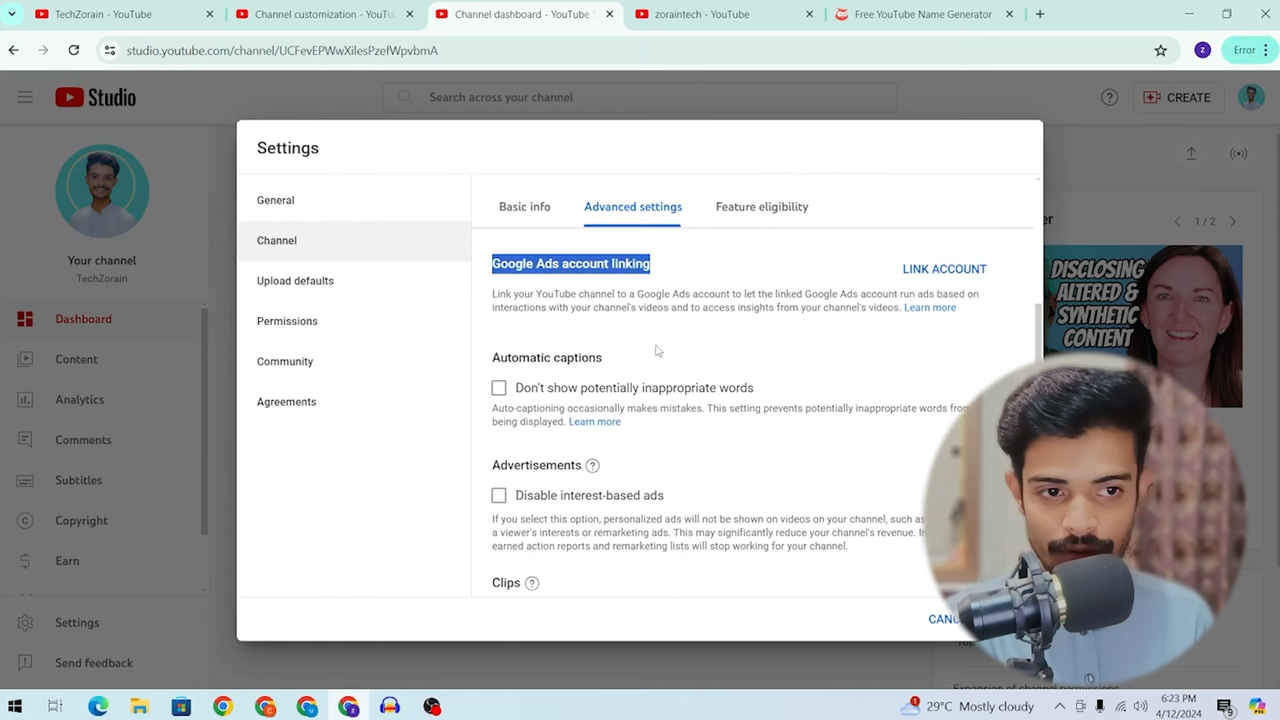 TechZorain - YouTube
Channel customization - YouTu
Channel dashboard - YouTube S
zoraintech - YouTube
Free YouTube Name Generator
studio.youtube.com/channel/UCFevEPWwXilesPzefWpvbmA
z
Error
Studio
Search across your channel
CREATE
Your channel
TechZorain
Dashboard
Content
Analytics
Comments
Subtitles
Copyright
Earn
Settings
Send feedback
Settings
General
Channel
Upload defaults
Permissions
Community
Agreements
Basic info
Advanced settings
Feature eligibility
Google Ads account linking
LINK ACCOUNT
Link your YouTube channel to a Google Ads account to let the linked Google Ads account run ads based on
interactions with your channel's videos and to access insights from your channel's videos. Learn more
Automatic captions
Don't show potentially inappropriate words
Auto-captioning occasionally makes mistakes. This setting prevents potentially inappropriate words from
being displayed. Learn more
Advertisements
Disable interest-based ads
If you select this option, personalized ads will not be shown on videos on your channel, such as
a viewer's interests or remarketing ads. This may significantly reduce your channel's revenue. In
earned action reports and remarketing lists will stop working for your channel.
Clips
CANC
er
1 / 2
DISCLOSING
ALTERED &
SYNTHETIC
CONTENT
Expansion of channel permissions
29°C Mostly cloudy
6:23 PM
4/12/2024